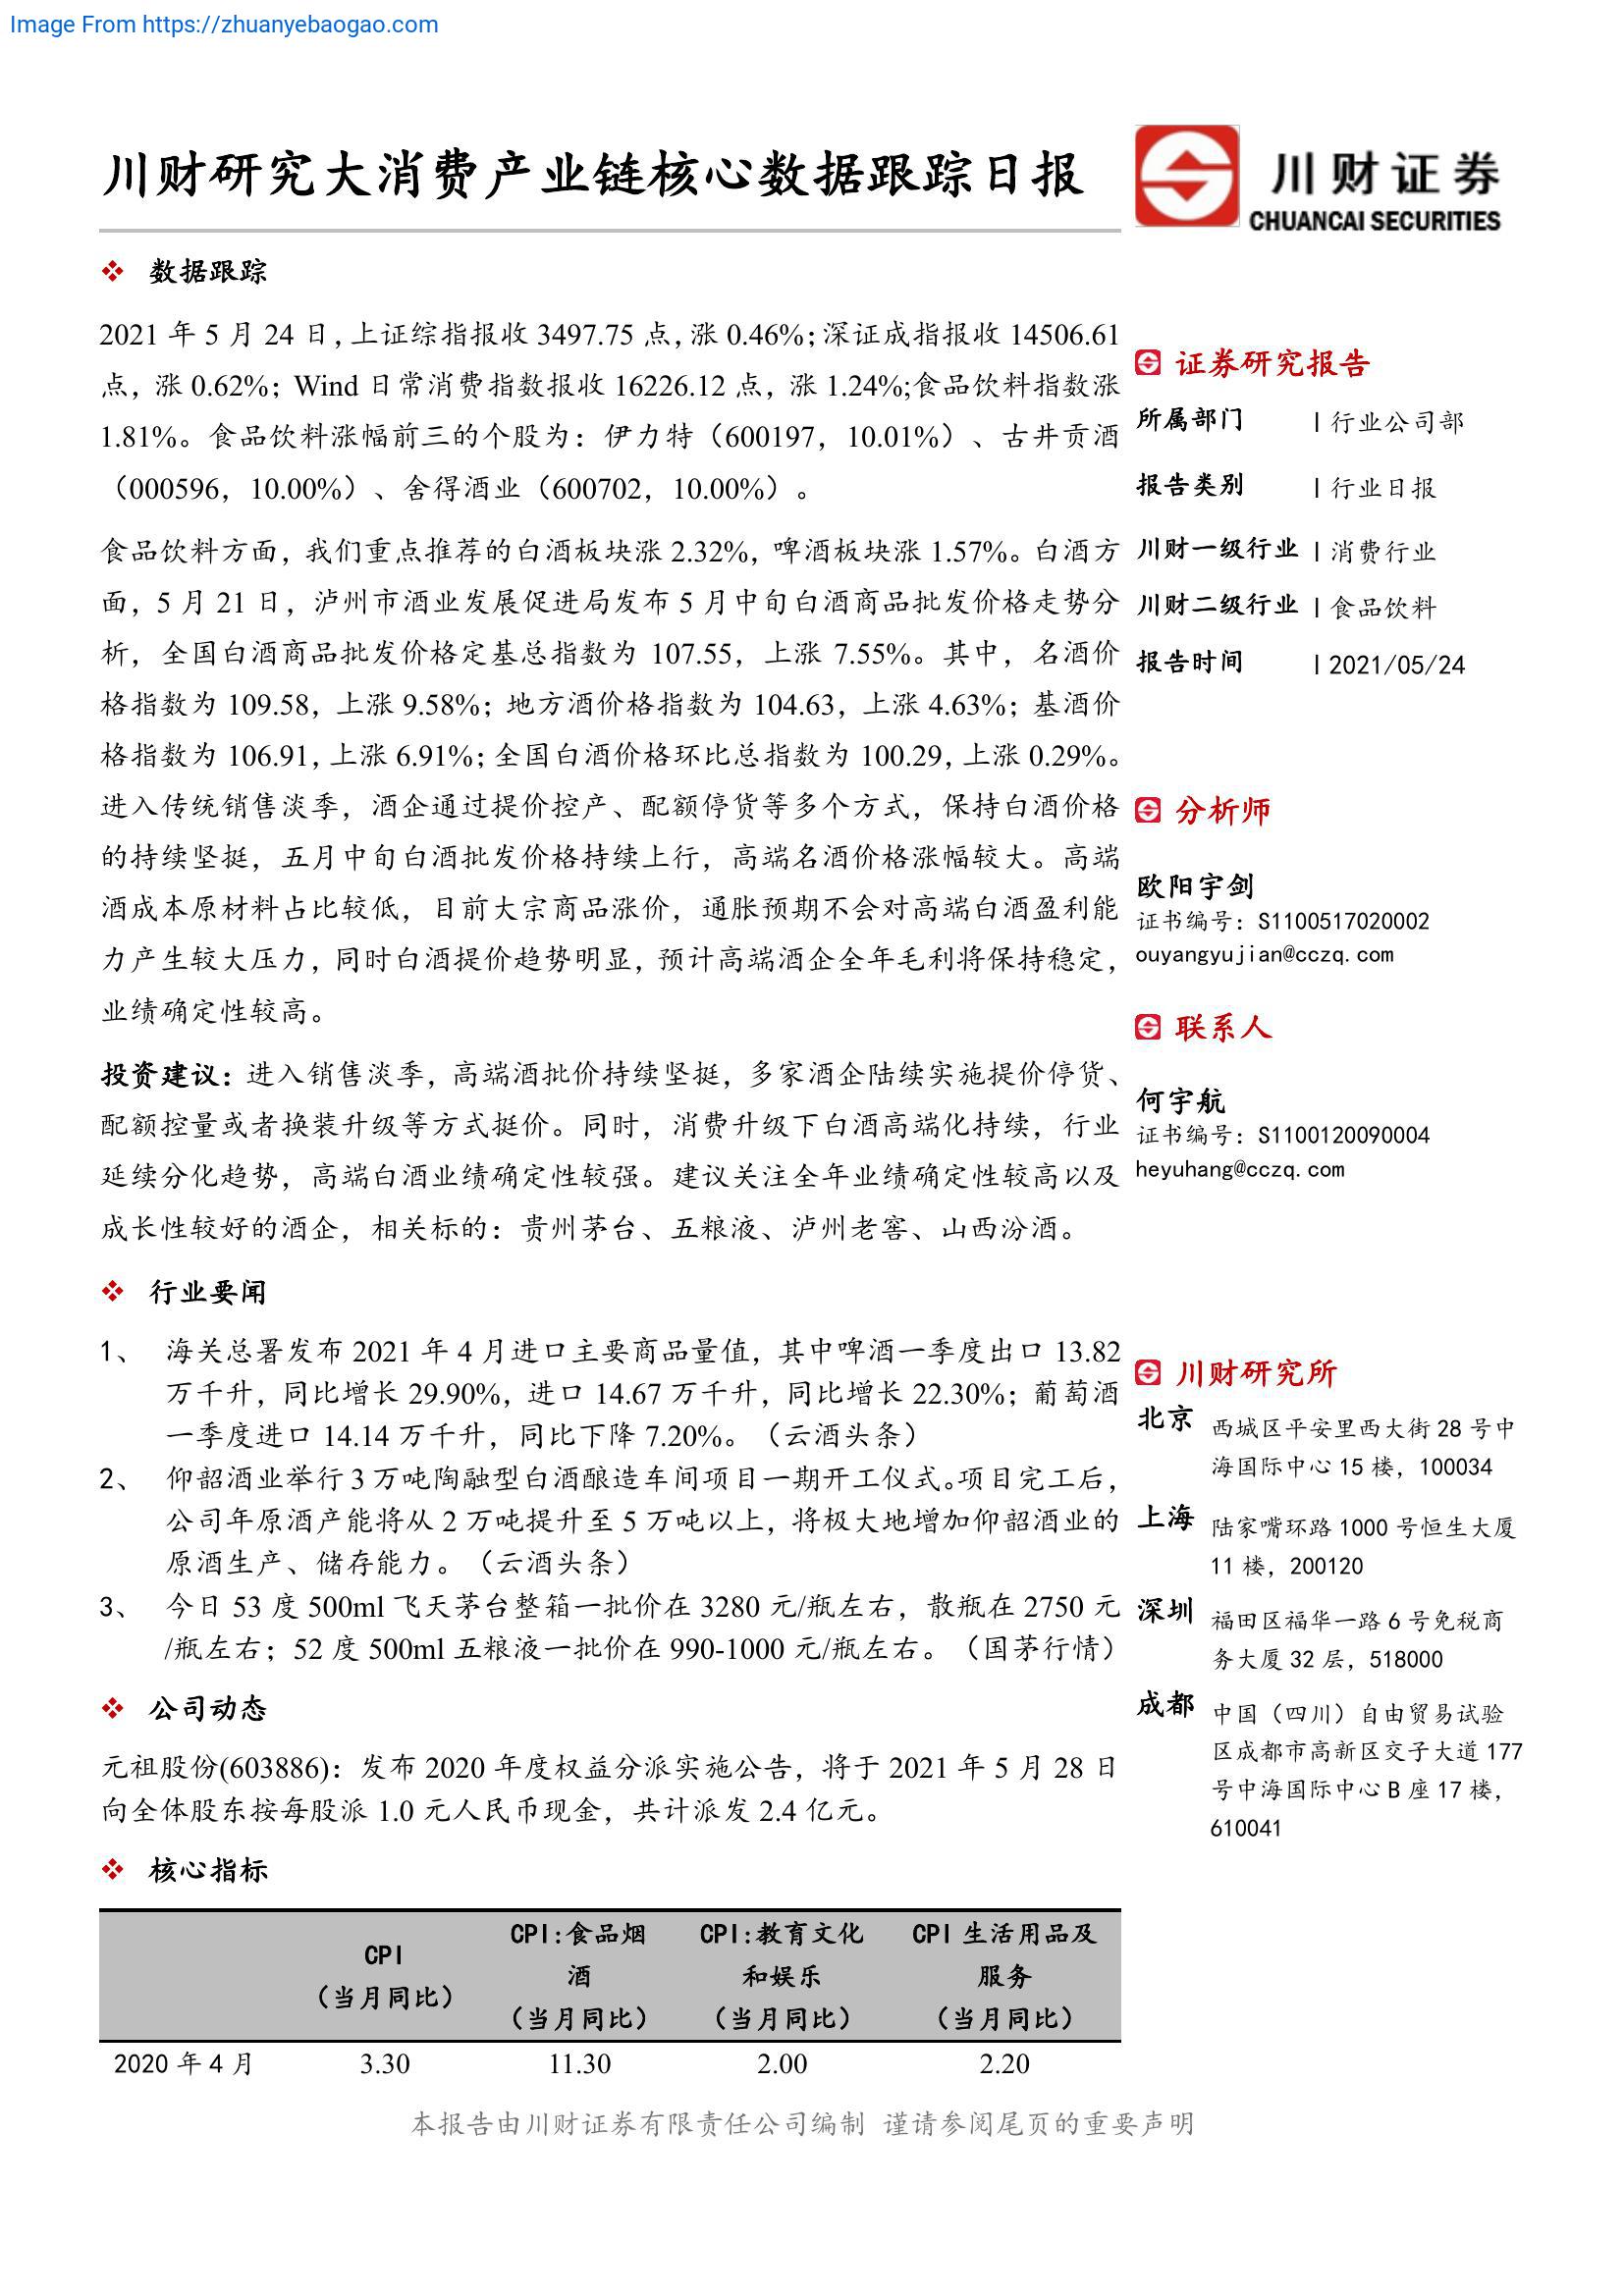 Image From https://zhuanyebaogao.com
川财研究大消费产业链核心数据跟踪日报
川财证券
CHUANCAI SECURITIES
数据跟踪
2021 年 5 月 24 日，上证综指报收 3497.75 点，涨 0.46%；深证成指报收 14506.61
点，涨 0.62%；Wind 日常消费指数报收 16226.12 点，涨 1.24%;食品饮料指数涨
1.81%。食品饮料涨幅前三的个股为：伊力特（600197，10.01%）、古井贡酒
（000596，10.00%）、舍得酒业（600702，10.00%）。
食品饮料方面，我们重点推荐的白酒板块涨 2.32%，啤酒板块涨 1.57%。白酒方
面，5 月 21 日，泸州市酒业发展促进局发布 5 月中旬白酒商品批发价格走势分
析，全国白酒商品批发价格定基总指数为 107.55，上涨 7.55%。其中，名酒价
格指数为 109.58，上涨 9.58%；地方酒价格指数为 104.63，上涨 4.63%；基酒价
格指数为 106.91，上涨 6.91%；全国白酒价格环比总指数为 100.29，上涨 0.29%。
进入传统销售淡季，酒企通过提价控产、配额停货等多个方式，保持白酒价格
的持续坚挺，五月中旬白酒批发价格持续上行，高端名酒价格涨幅较大。高端
酒成本原材料占比较低，目前大宗商品涨价，通胀预期不会对高端白酒盈利能
力产生较大压力，同时白酒提价趋势明显，预计高端酒企全年毛利将保持稳定，
业绩确定性较高。
投资建议：进入销售淡季，高端酒批价持续坚挺，多家酒企陆续实施提价停货、
配额控量或者换装升级等方式挺价。同时，消费升级下白酒高端化持续，行业
延续分化趋势，高端白酒业绩确定性较强。建议关注全年业绩确定性较高以及
成长性较好的酒企，相关标的：贵州茅台、五粮液、泸州老窖、山西汾酒。
行业要闻
1、 海关总署发布 2021 年 4 月进口主要商品量值，其中啤酒一季度出口 13.82
万千升，同比增长 29.90%，进口 14.67 万千升，同比增长 22.30%；葡萄酒
一季度进口 14.14 万千升，同比下降 7.20%。（云酒头条）
2、 仰韶酒业举行 3 万吨陶融型白酒酿造车间项目一期开工仪式。项目完工后，
公司年原酒产能将从 2 万吨提升至 5 万吨以上，将极大地增加仰韶酒业的
原酒生产、储存能力。（云酒头条）
3、 今日 53 度 500ml 飞天茅台整箱一批价在 3280 元/瓶左右，散瓶在 2750 元
/瓶左右；52 度 500ml 五粮液一批价在 990-1000 元/瓶左右。（国茅行情）
公司动态
元祖股份(603886)：发布 2020 年度权益分派实施公告，将于 2021 年 5 月 28 日
向全体股东按每股派 1.0 元人民币现金，共计派发 2.4 亿元。
核心指标
CPI
（当月同比）
CPI:食品烟
酒
（当月同比）
CPI:教育文化
和娱乐
（当月同比）
CPI 生活用品及
服务
（当月同比）
2020 年 4 月 3.30 11.30 2.00 2.20
证券研究报告
所属部门 | 行业公司部
报告类别 | 行业日报
川财一级行业 | 消费行业
川财二级行业 | 食品饮料
报告时间 | 2021/05/24
分析师
欧阳宇剑
证书编号：S1100517020002
ouyangyujian@cczq.com
联系人
何宇航
证书编号：S1100120090004
heyuhang@cczq.com
川财研究所
北京 西城区平安里西大街 28 号中
海国际中心 15 楼，100034
上海 陆家嘴环路 1000 号恒生大厦
11 楼，200120
深圳 福田区福华一路 6 号免税商
务大厦 32 层，518000
成都 中国（四川）自由贸易试验
区成都市高新区交子大道 177
号中海国际中心 B 座 17 楼，
610041
本报告由川财证券有限责任公司编制 谨请参阅尾页的重要声明